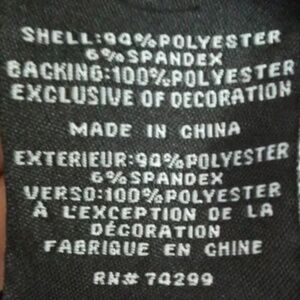 SHELL:94%POLYESTER
6%SPANDEX
BACKING:100%POLYESTER
EXCLUSIVE OF DECORATION
MADE IN CHINA
EXTERIEUR:94%POLYESTER
6%SPANDEX
VERSO:100%POLYESTER
À L'EXCEPTION DE LA
DÉCORATION
FABRIQUE EN CHINE
RN# 74299